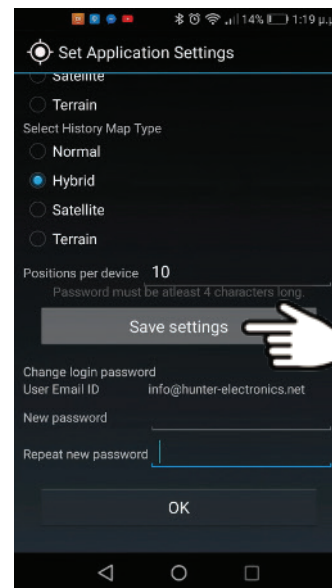 14% 1:19 μ.μ
Set Application Settings
Satellite
Terrain
Select History Map Type
Normal
Hybrid
Satellite
Terrain
Positions per device 10
Password must be atleast 4 characters long.
Save settings
Change login password
User Email ID info@hunter-electronics.net
New password
Repeat new password
OK